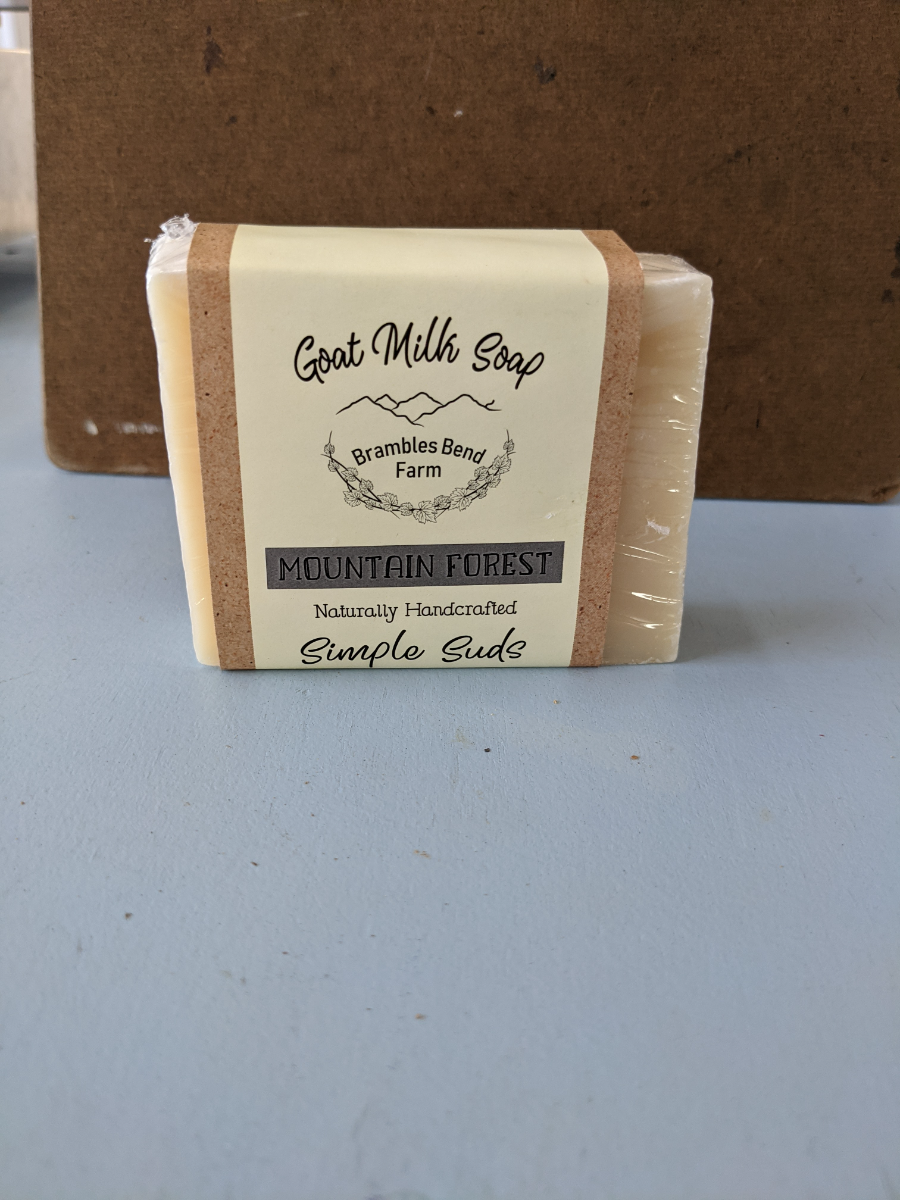 Goat Milk Soap
Brambles Bend
Farm
MOUNTAIN FOREST
Naturally Handcrafted
Simple Suds